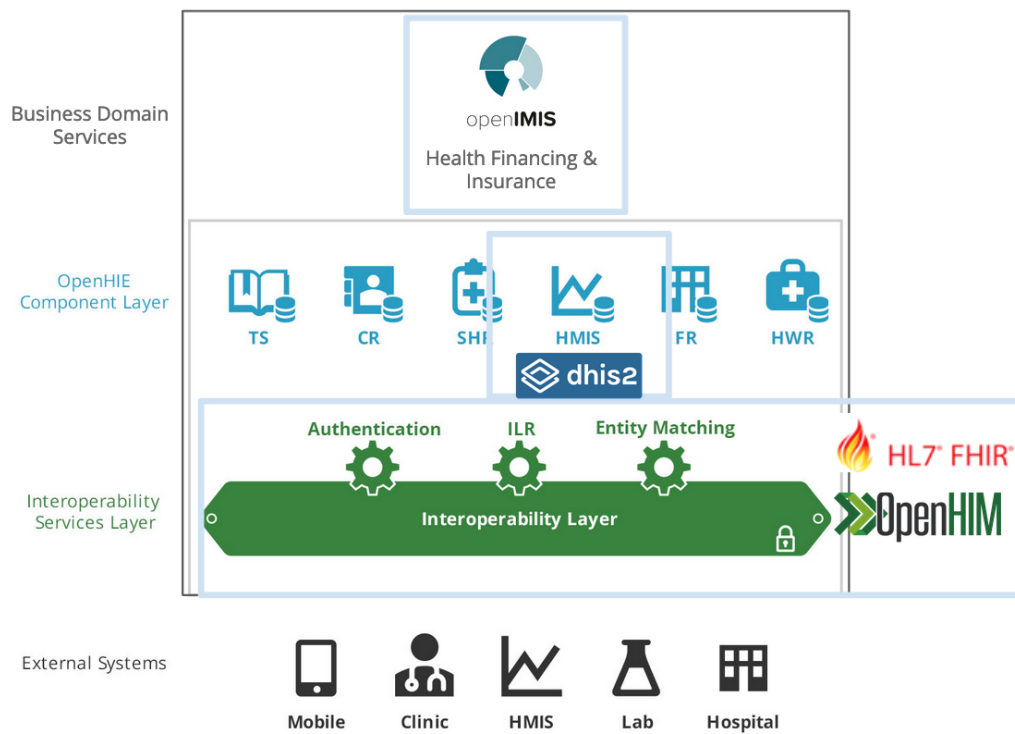 openIMIS
Business Domain
Services
Health Financing &
Insurance
OpenHIE
Component Layer
TS
CR
SHR
HMIS
FR
HWR
dhis2
Authentication
ILR
Entity Matching
HL7® FHIR®
Interoperability
Services Layer
Interoperability Layer
OpenHIM
External Systems
Mobile
Clinic
HMIS
Lab
Hospital